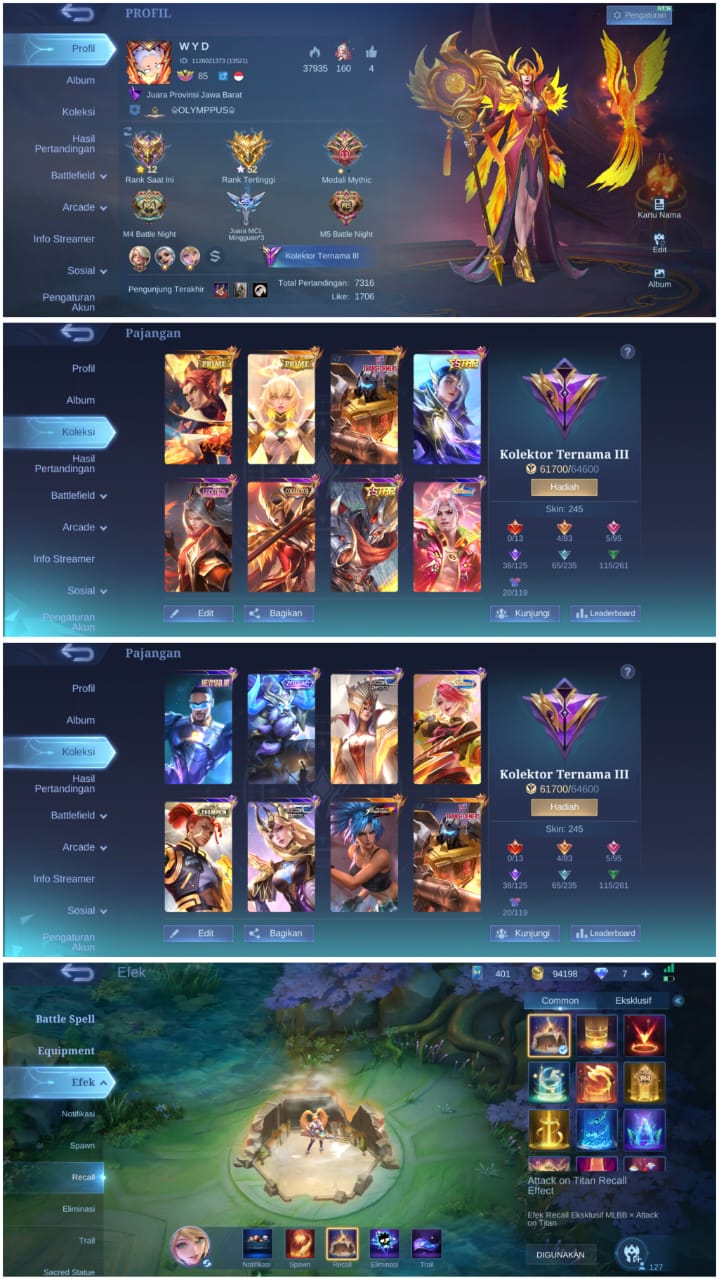 PROFIL
Pengaturan
Profil
Album
Koleksi
Hasil
Pertandingan
Battlefield
Arcade
Info Streamer
Sosial
Pengaturan
Akun
W Y D
ID: 1126021373 (13521)
85
37935
160
4
Juara Provinsi Jawa Barat
OLYMPPUS
12
Rank Saat Ini
52
Rank Tertinggi
Medali Mythic
M4 Battle Night
Juara MCL
Mingguan*3
M5 Battle Night
Kolektor Ternama III
Pengunjung Terakhir
Total Pertandingan: 7316
Like: 1706
Kartu Nama
Edit
Album
Pajangan
Profil
Album
Koleksi
Hasil
Pertandingan
Battlefield
Arcade
Info Streamer
Sosial
Pengaturan
Akun
PRIME
PRIME
TRANSFORMERS
STAR
COLLECTOR
STAR
Edit
Bagikan
?
Kolektor Ternama III
61700/64600
Hadiah
Skin: 245
0/13
4/83
5/95
36/125
65/235
115/261
20/119
Kunjungi
Leaderboard
Pajangan
Profil
Album
Koleksi
Hasil
Pertandingan
Battlefield
Arcade
Info Streamer
Sosial
Pengaturan
Akun
NEYMAR JR
ZODIAC
CHAMPION
TRANSFORMERS
Edit
Bagikan
?
Kolektor Ternama III
61700/64600
Hadiah
Skin: 245
0/13
4/83
5/95
36/125
65/235
115/261
20/119
Kunjungi
Leaderboard
Efek
401
94198
7
+
Battle Spell
Equipment
Efek
Notifikasi
Spawn
Recall
Eliminasi
Trail
Sacred Statue
Common
Eksklusif
Attack on Titan Recall
Effect
Efek Recall Eksklusif MLBB × Attack
on Titan
DIGUNAKAN
127
Notifikasi
Spawn
Recall
Eliminasi
Trail